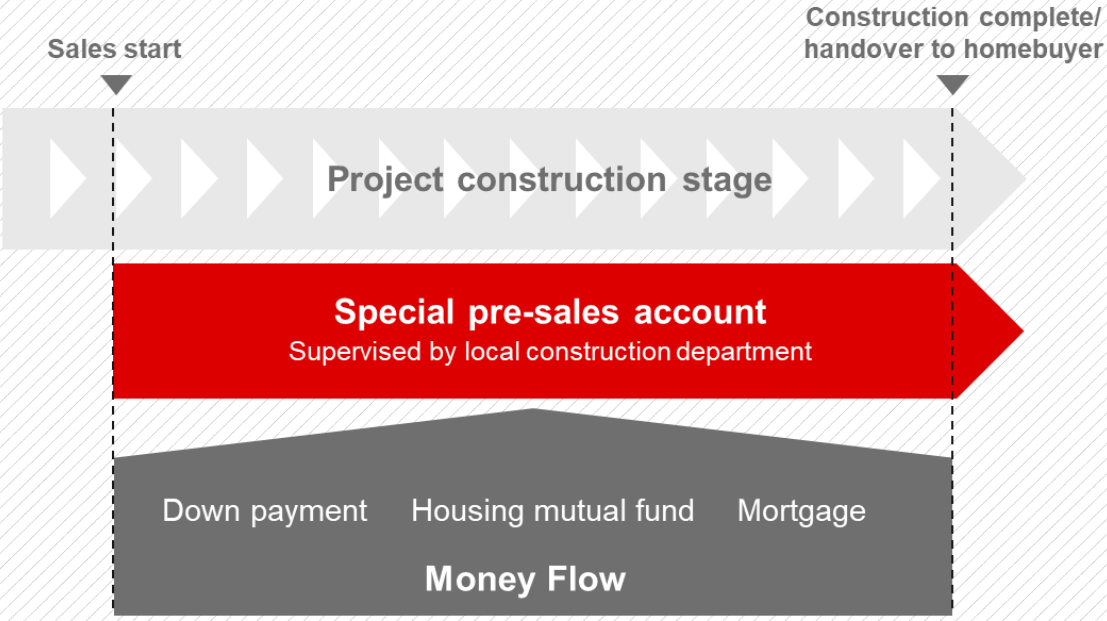 Construction complete/
Sales start
handover to homebuyer
Project construction stage
Special pre-sales account
Supervised by local construction department
Down payment
Housing mutual fund
Mortgage
Money Flow